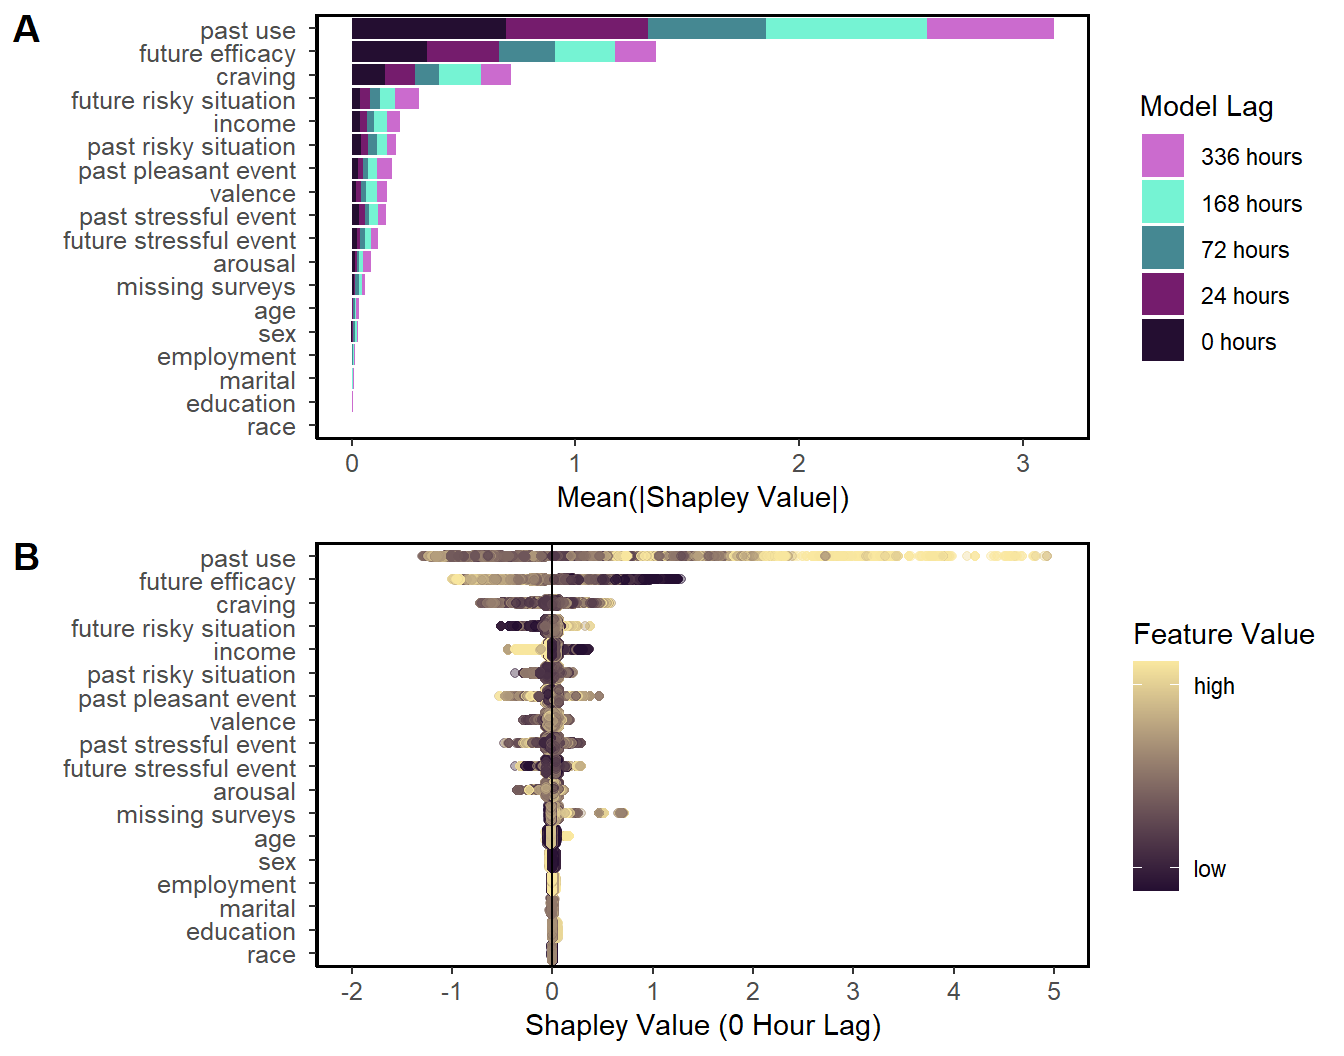 A
past use
future efficacy
craving
future risky situation
income
past risky situation
past pleasant event
valence
past stressful event
future stressful event
arousal
missing surveys
age
sex
employment
marital
education
race
0 1 2 3
Mean(|Shapley Value|)
Model Lag
336 hours
168 hours
72 hours
24 hours
0 hours
B
past use
future efficacy
craving
future risky situation
income
past risky situation
past pleasant event
valence
past stressful event
future stressful event
arousal
missing surveys
age
sex
employment
marital
education
race
-2 -1 0 1 2 3 4 5
Shapley Value (0 Hour Lag)
Feature Value
high
low